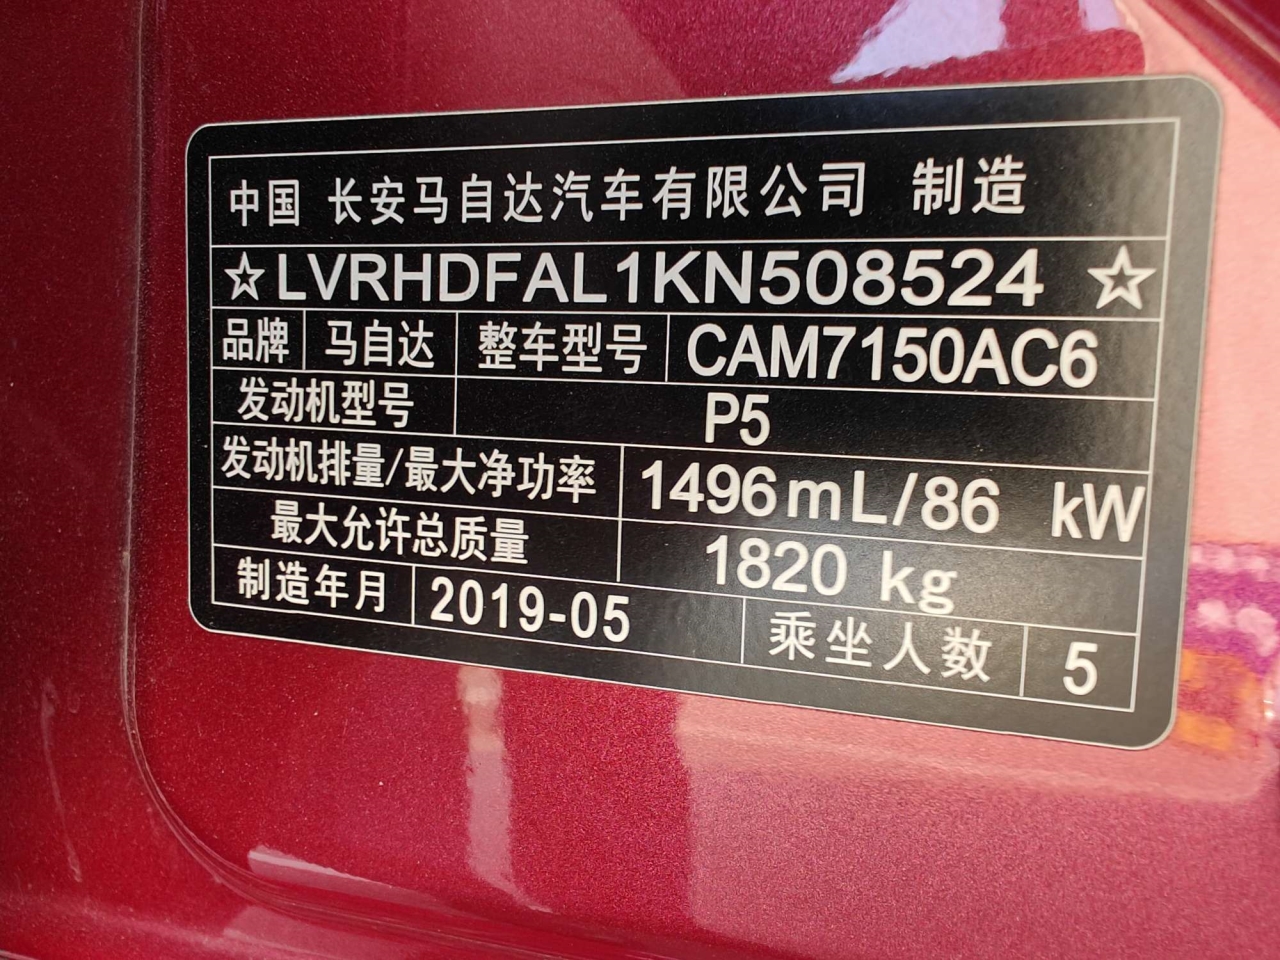 中国 长安马自达汽车有限公司 制造
☆LVRHDFAL1KN508524☆
品牌 马自达 整车型号 CAM7150AC6
发动机型号 P5
发动机排量/最大净功率 1496mL/86 kW
最大允许总质量 1820 kg
制造年月 2019-05 乘坐人数 5